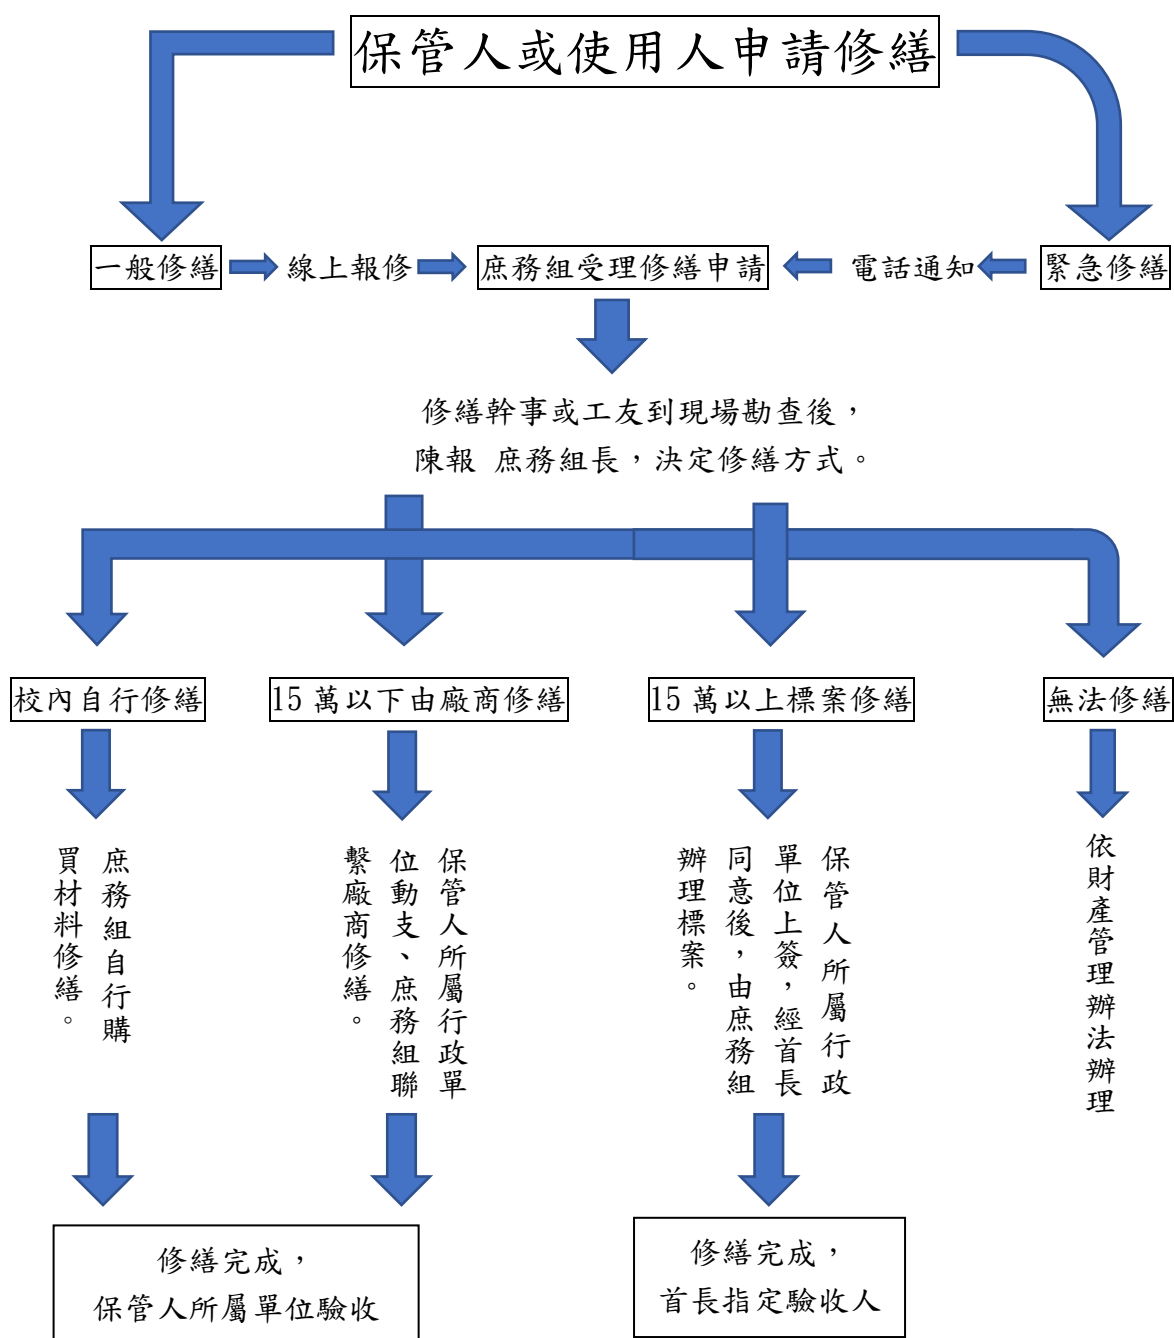 保管人或使用人申請修繕
一般修繕
線上報修
庶務組受理修繕申請
電話通知
緊急修繕
修繕幹事或工友到現場勘查後，
陳報 庶務組長，決定修繕方式。
校內自行修繕
15 萬以下由廠商修繕
15 萬以上標案修繕
無法修繕
庶務組自行購
買材料修繕。
保管人所屬行政單
位動支、庶務組聯
繫廠商修繕。
保管人所屬行政
單位上簽，經首長
同意後，由庶務組
辦理標案。
依財產管理辦法辦理
修繕完成，
保管人所屬單位驗收
修繕完成，
首長指定驗收人